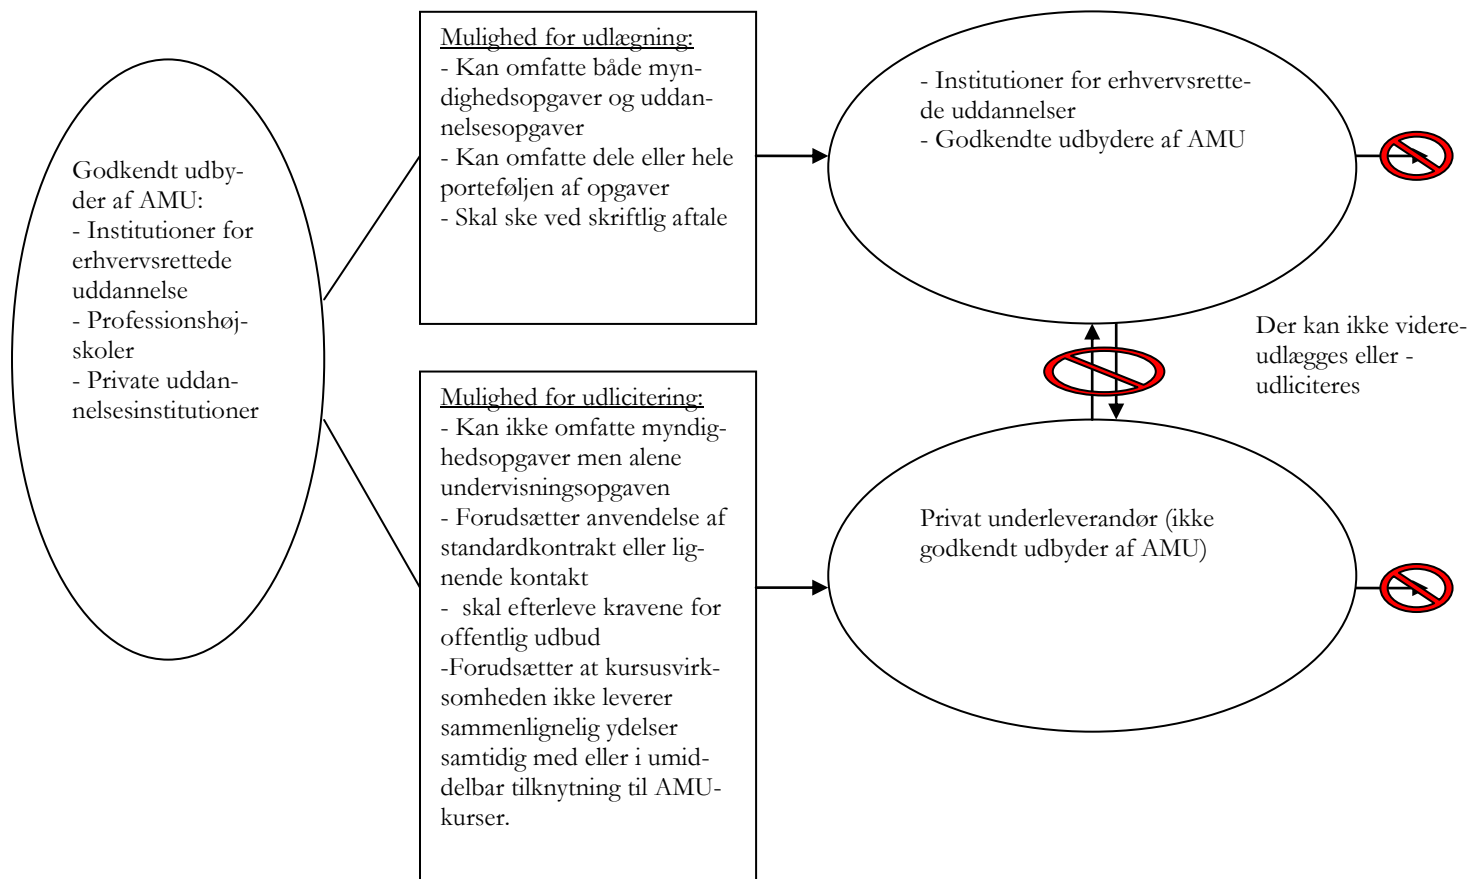 Godkendt udby-
der af AMU:
- Institutioner for
erhvervsrettede
uddannelse
- Professionshøj-
skoler
- Private uddan-
nelsesinstitutioner
Mulighed for udlægning:
- Kan omfatte både myn-
dighedsopgaver og uddan-
nelsesopgaver
- Kan omfatte dele eller hele
porteføljen af opgaver
- Skal ske ved skriftlig aftale
- Institutioner for erhvervsrette-
de uddannelser
- Godkendte udbydere af AMU
Der kan ikke videre-
udlægges eller -
udliciteres
Mulighed for udlicitering:
- Kan ikke omfatte myndig-
hedsopgaver men alene
undervisningsopgaven
- Forudsætter anvendelse af
standardkontrakt eller lig-
nende kontakt
-  skal efterleve kravene for
offentlig udbud
-Forudsætter at kursusvirk-
somheden ikke leverer
sammenlignelig ydelser
samtidig med eller i umid-
delbar tilknytning til AMU-
kurser.
Privat underleverandør (ikke
godkendt udbyder af AMU)